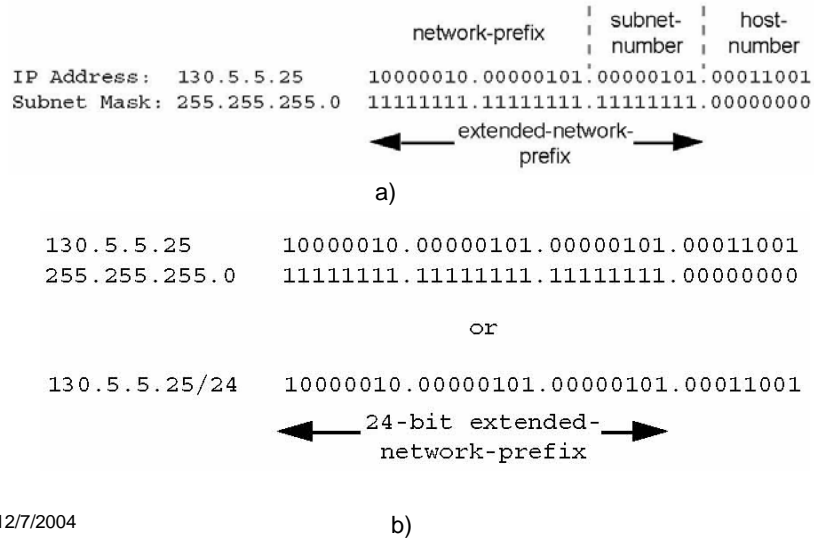 network-prefix subnet-number host-number
IP Address: 130.5.5.25 10000010.00000101.00000101.00011001
Subnet Mask: 255.255.255.0 11111111.11111111.11111111.00000000
extended-network-
prefix
a)
130.5.5.25 10000010.00000101.00000101.00011001
255.255.255.0 11111111.11111111.11111111.00000000
or
130.5.5.25/24 10000010.00000101.00000101.00011001
24-bit extended-
network-prefix
12/7/2004 b)